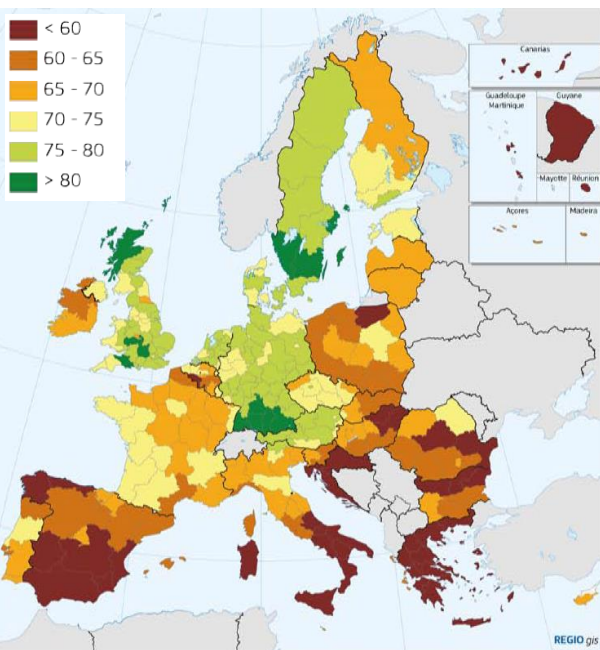 < 60
60 - 65
65 - 70
70 - 75
75 - 80
> 80
Canarias
Guadeloupe
Martinique
Guyane
Mayotte
Réunion
Açores
Madeira
REGIO gis